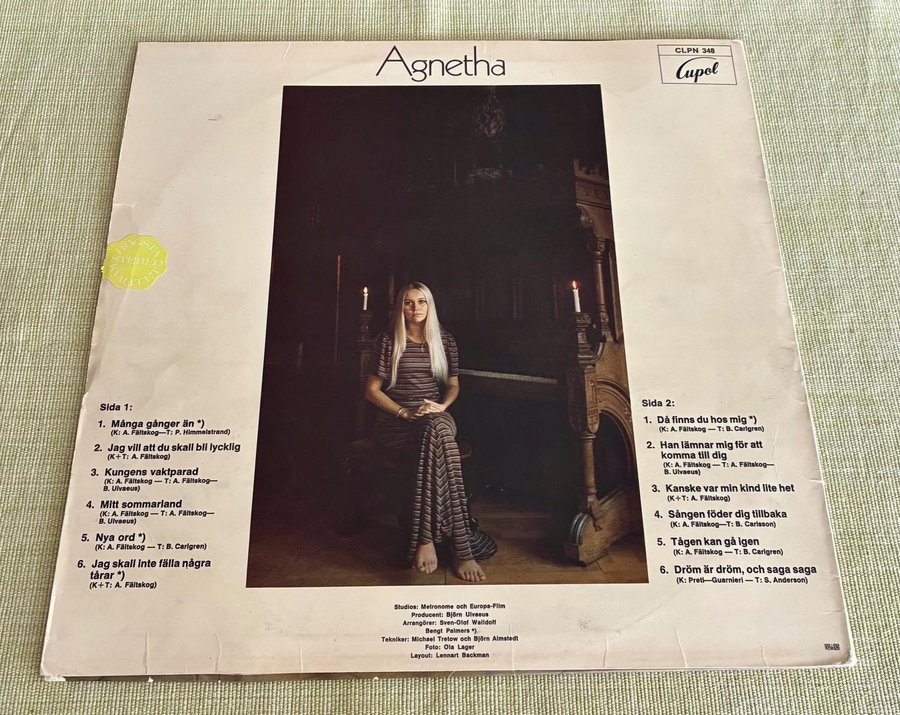 Agnetha
CLPN 348
Cupol
HÖGSTA
STEREO
KVALITET
Sida 1:
1. Många gånger än *)
(K: A. Fältskog—T: P. Himmelstrand)
2. Jag vill att du skall bli lycklig
(K+T: A. Fältskog)
3. Kungens vaktparad
(K: A. Fältskog — T: A. Fältskog—
B. Ulvaeus)
4. Mitt sommarland
(K: A. Fältskog — T: A. Fältskog—
B. Ulvaeus)
5. Nya ord *)
(K: A. Fältskog — T: B. Carlgren)
6. Jag skall inte fälla några
tårar *)
(K+T: A. Fältskog)
Sida 2:
1. Då finns du hos mig *)
(K: A. Fältskog — T: B. Carlgren)
2. Han lämnar mig för att
komma till dig
(K: A. Fältskog — T: A. Fältskog—
B. Ulvaeus)
3. Kanske var min kind lite het
(K+T: A. Fältskog)
4. Sången föder dig tillbaka
(K: A. Fältskog—T: B. Carlsson)
5. Tågen kan gå igen
(K: A. Fältskog — T: B. Carlgren)
6. Dröm är dröm, och saga saga
(K: Preti—Guarnieri — T: S. Anderson)
Studios: Metronome och Europa-Film
Producent: Björn Ulvaeus
Arrangörer: Sven-Olof Walldoff
Bengt Palmers *)
Tekniker: Michael Tretow och Björn Almstedt
Foto: Ola Lager
Layout: Lennart Backman